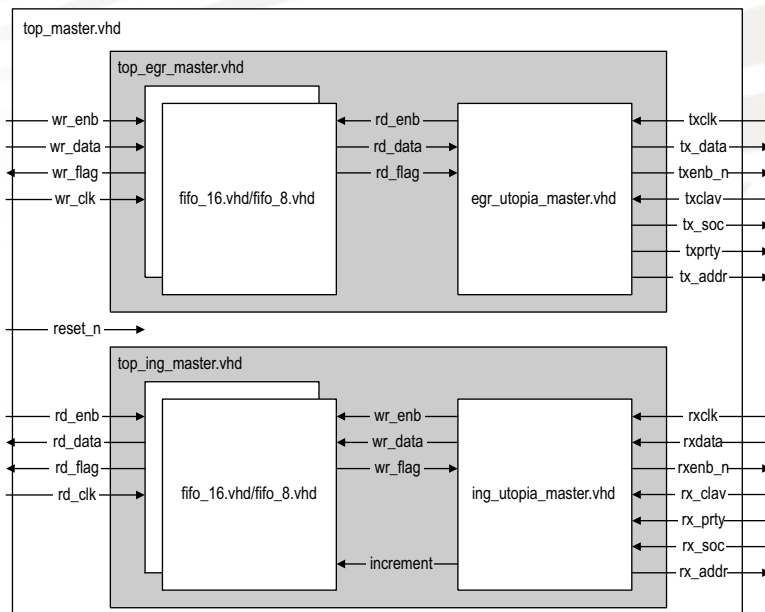 top_master.vhd
top_egr_master.vhd
wr_enb
wr_data
wr_flag
wr_clk
fifo_16.vhd/fifo_8.vhd
rd_enb
rd_data
rd_flag
egr_utopia_master.vhd
txclk
tx_data
txenb_n
txclav
tx_soc
txprty
tx_addr
reset_n
top_ing_master.vhd
rd_enb
rd_data
rd_flag
rd_clk
fifo_16.vhd/fifo_8.vhd
wr_enb
wr_data
wr_flag
increment
ing_utopia_master.vhd
rxclk
rxdata
rxenb_n
rx_clav
rx_prty
rx_soc
rx_addr